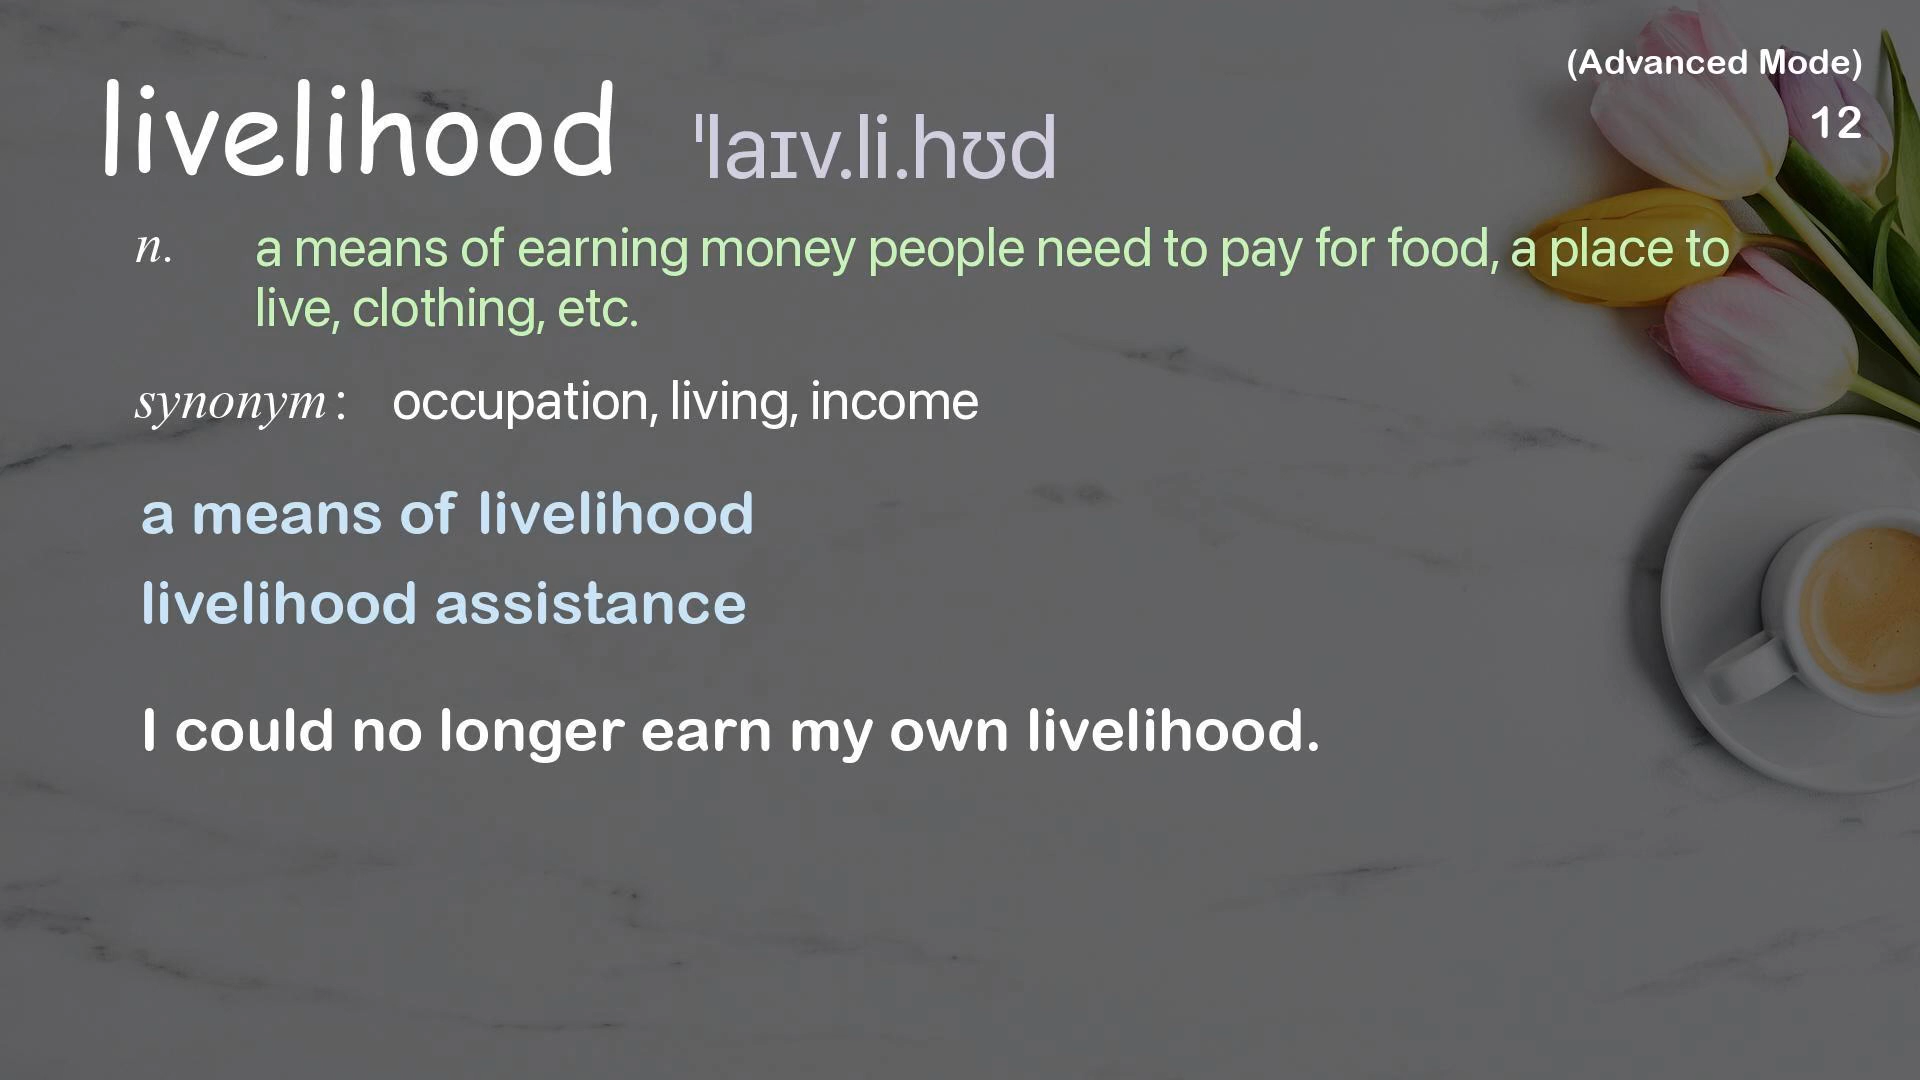 (Advanced Mode)
12
livelihood ˈlaɪv.li.hʊd
n. a means of earning money people need to pay for food, a place to
live, clothing, etc.
synonym: occupation, living, income
a means of livelihood
livelihood assistance
I could no longer earn my own livelihood.